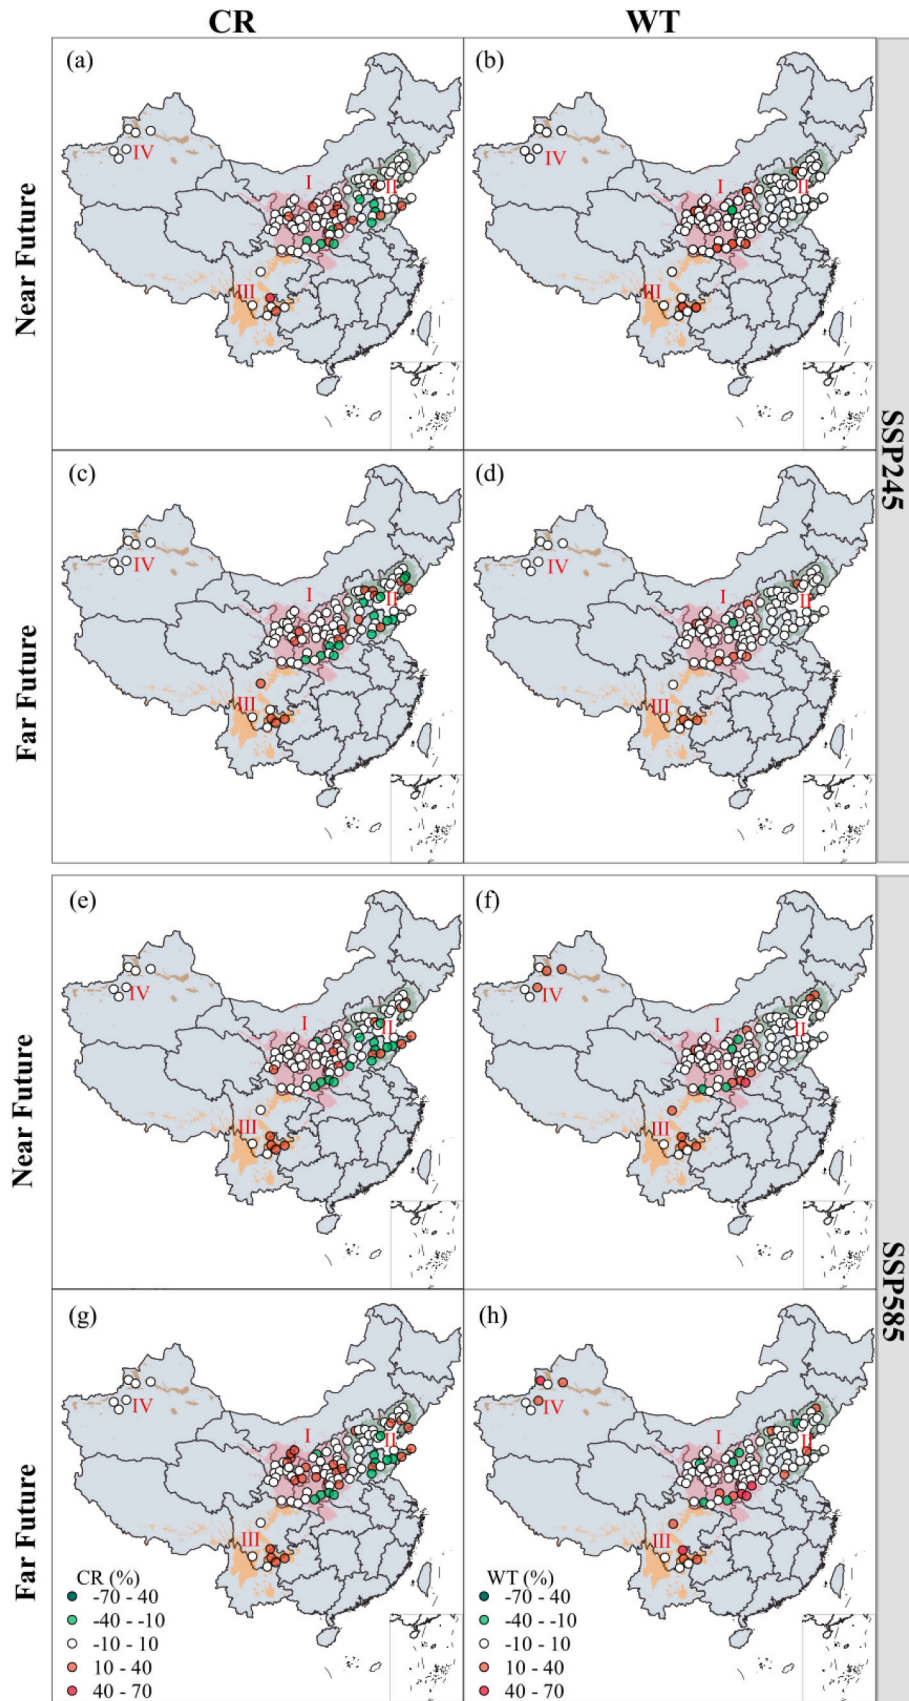 CR WT
(a) (b)
IV I II III
IV I II III
Near Future
SSP245
(c) (d)
IV I II III
IV I II III
Far Future
(e) (f)
IV I II III
IV I II III
Near Future
SSP585
(g) (h)
IV I II III
IV I II III
Far Future
CR (%)
-70 - 40
-40 - -10
-10 - 10
10 - 40
40 - 70
WT (%)
-70 - 40
-40 - -10
-10 - 10
10 - 40
40 - 70